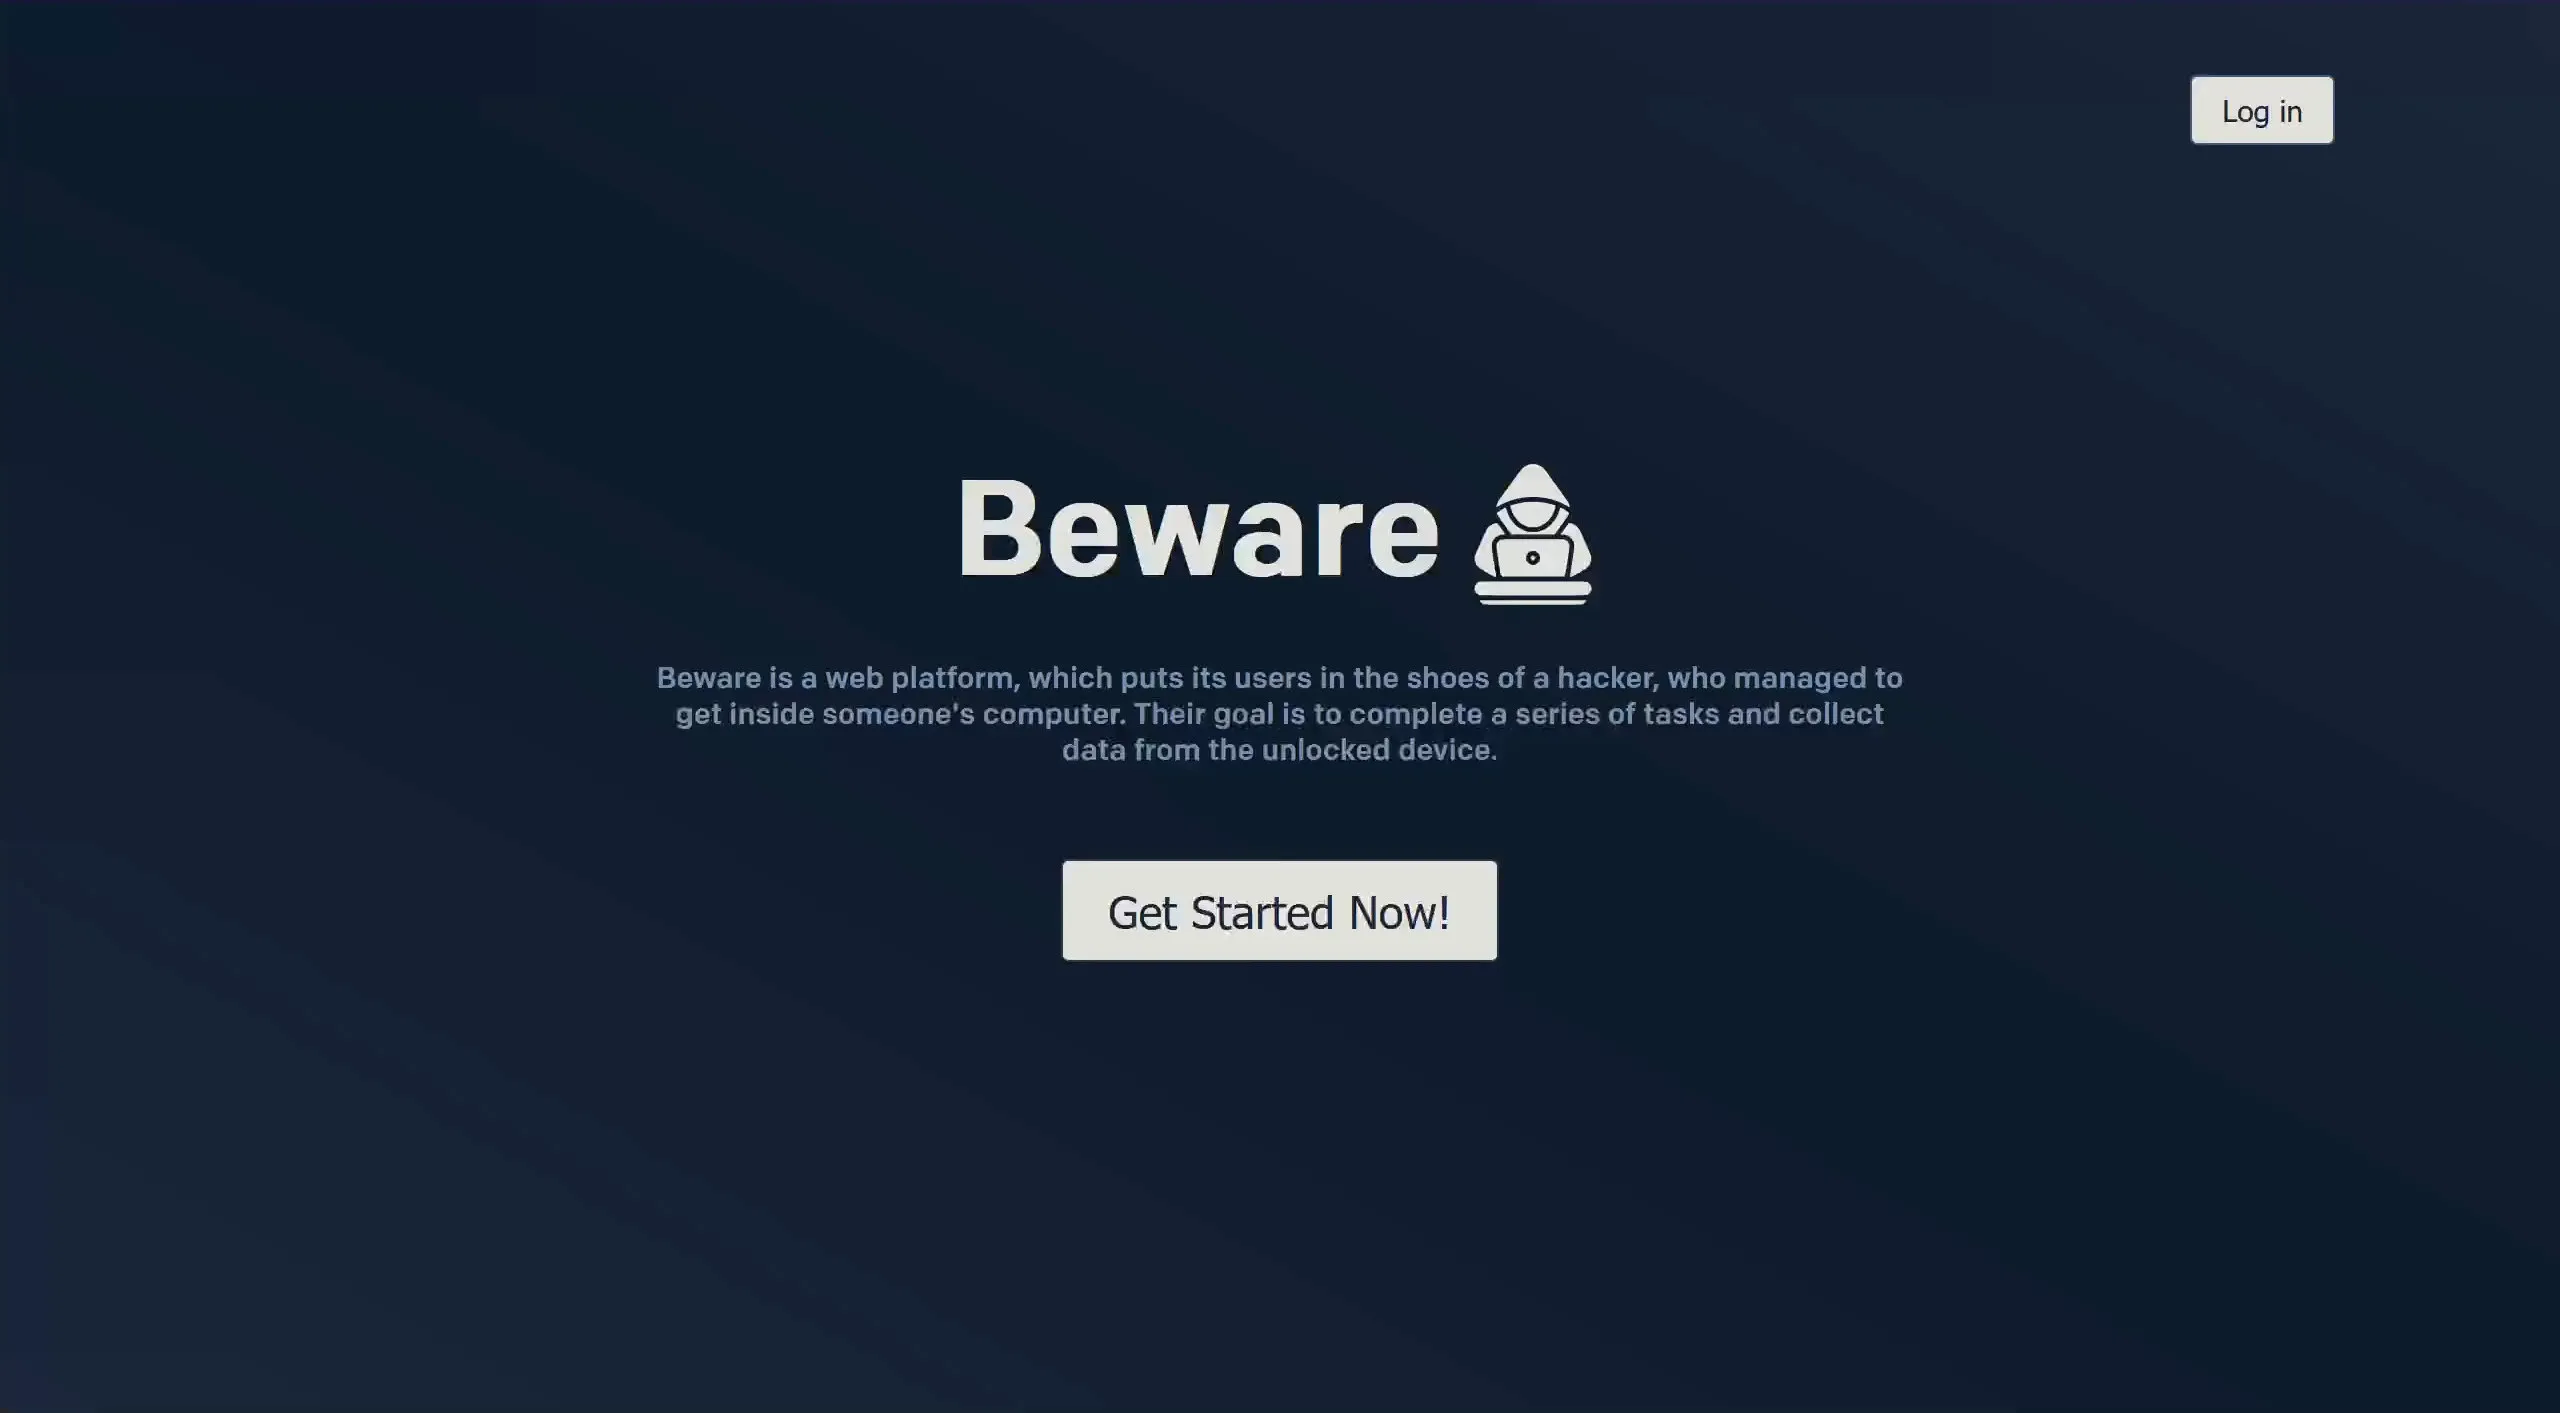 Log in
Beware
Beware is a web platform, which puts its users in the shoes of a hacker, who managed to
get inside someone's computer. Their goal is to complete a series of tasks and collect
data from the unlocked device.
Get Started Now!